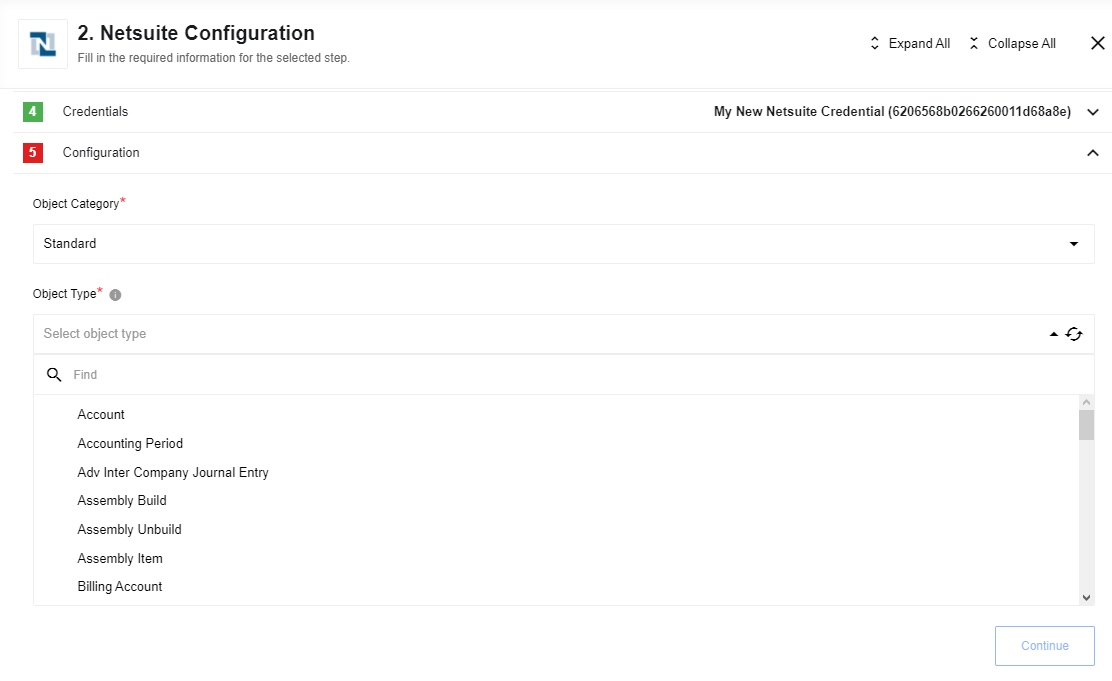 2. Netsuite Configuration
Fill in the required information for the selected step.
Expand All
Collapse All
4 Credentials My New Netsuite Credential (6206568b0266260011d68a8e)
5 Configuration
Object Category*
Standard
Object Type*
Select object type
Find
Account
Accounting Period
Adv Inter Company Journal Entry
Assembly Build
Assembly Unbuild
Assembly Item
Billing Account
Continue